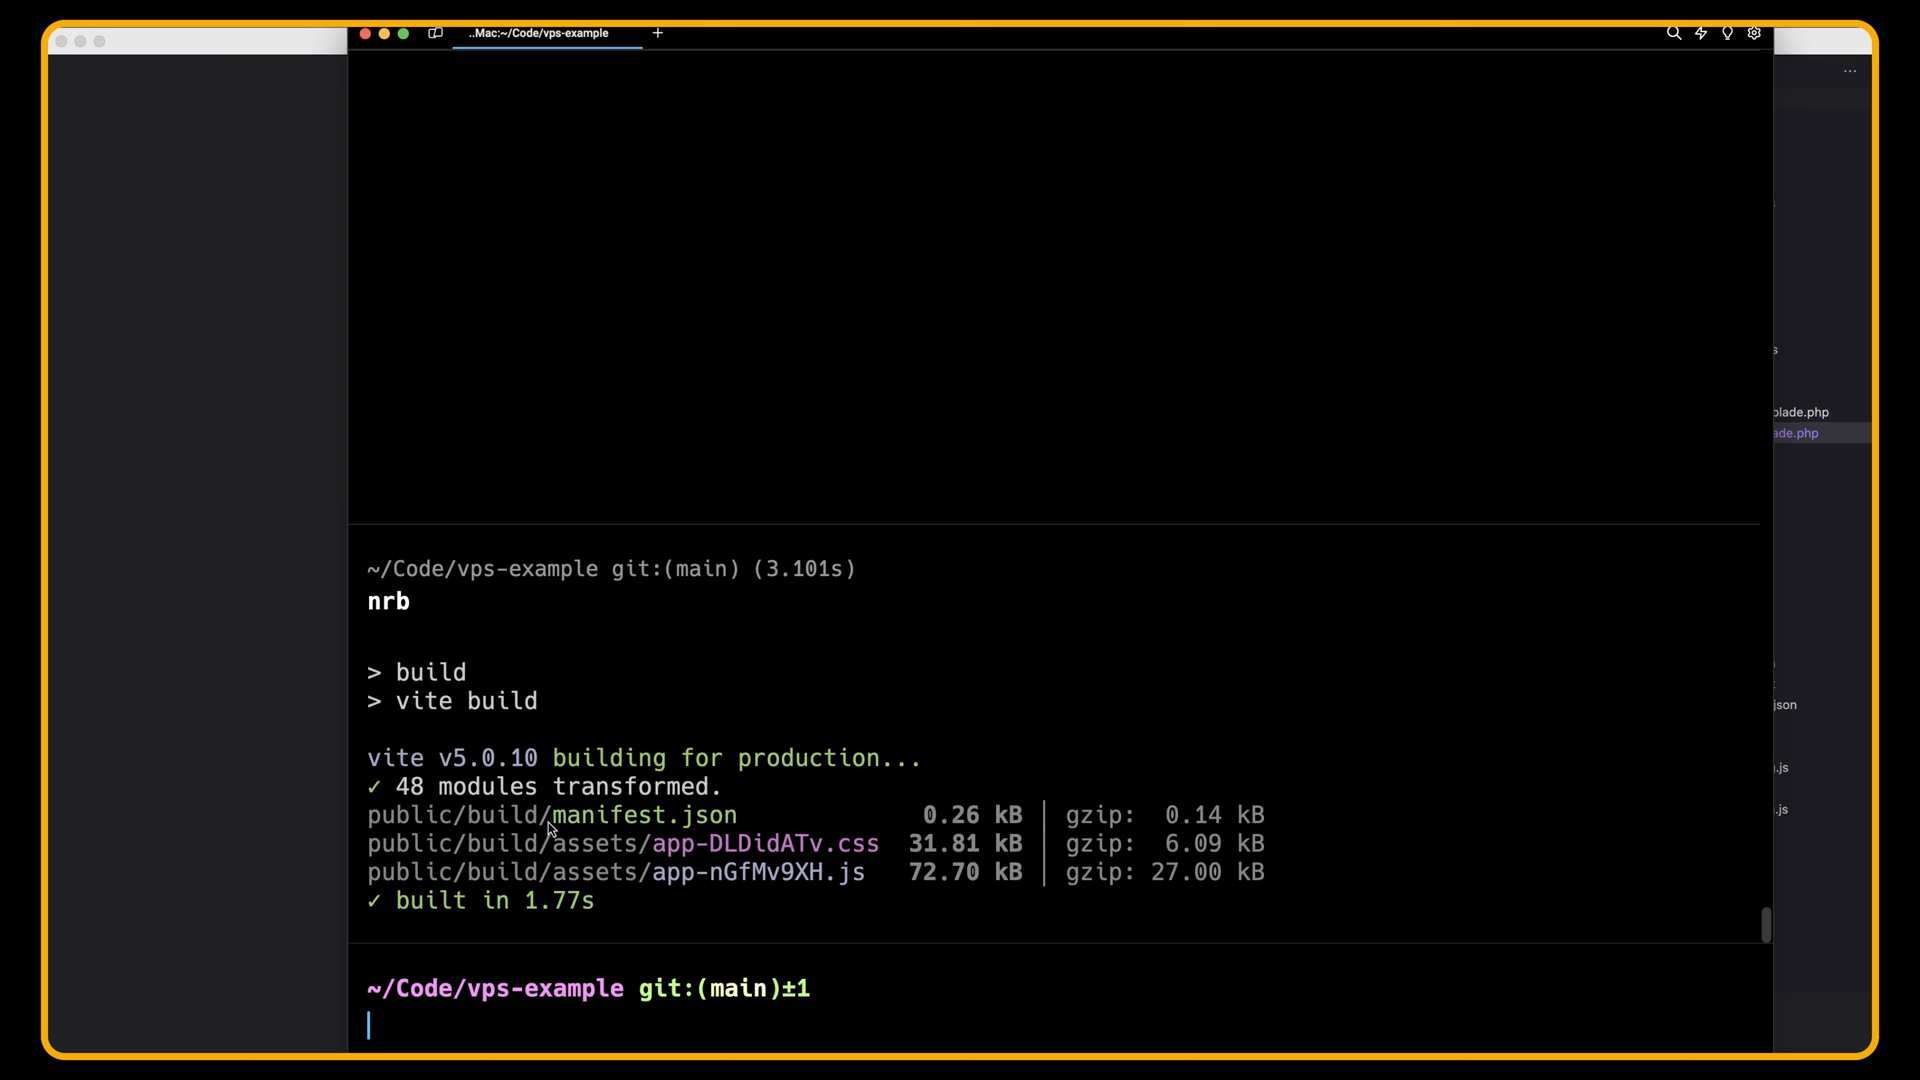 ..Mac:~/Code/vps-example
lade.php
ade.php
json
.js
.js
~/Code/vps-example git:(main) (3.101s)
nrb
> build
> vite build
vite v5.0.10 building for production...
✓ 48 modules transformed.
public/build/manifest.json 0.26 kB │ gzip: 0.14 kB
public/build/assets/app-DLDidATv.css 31.81 kB │ gzip: 6.09 kB
public/build/assets/app-nGfMv9XH.js 72.70 kB │ gzip: 27.00 kB
✓ built in 1.77s
~/Code/vps-example git:(main)±1